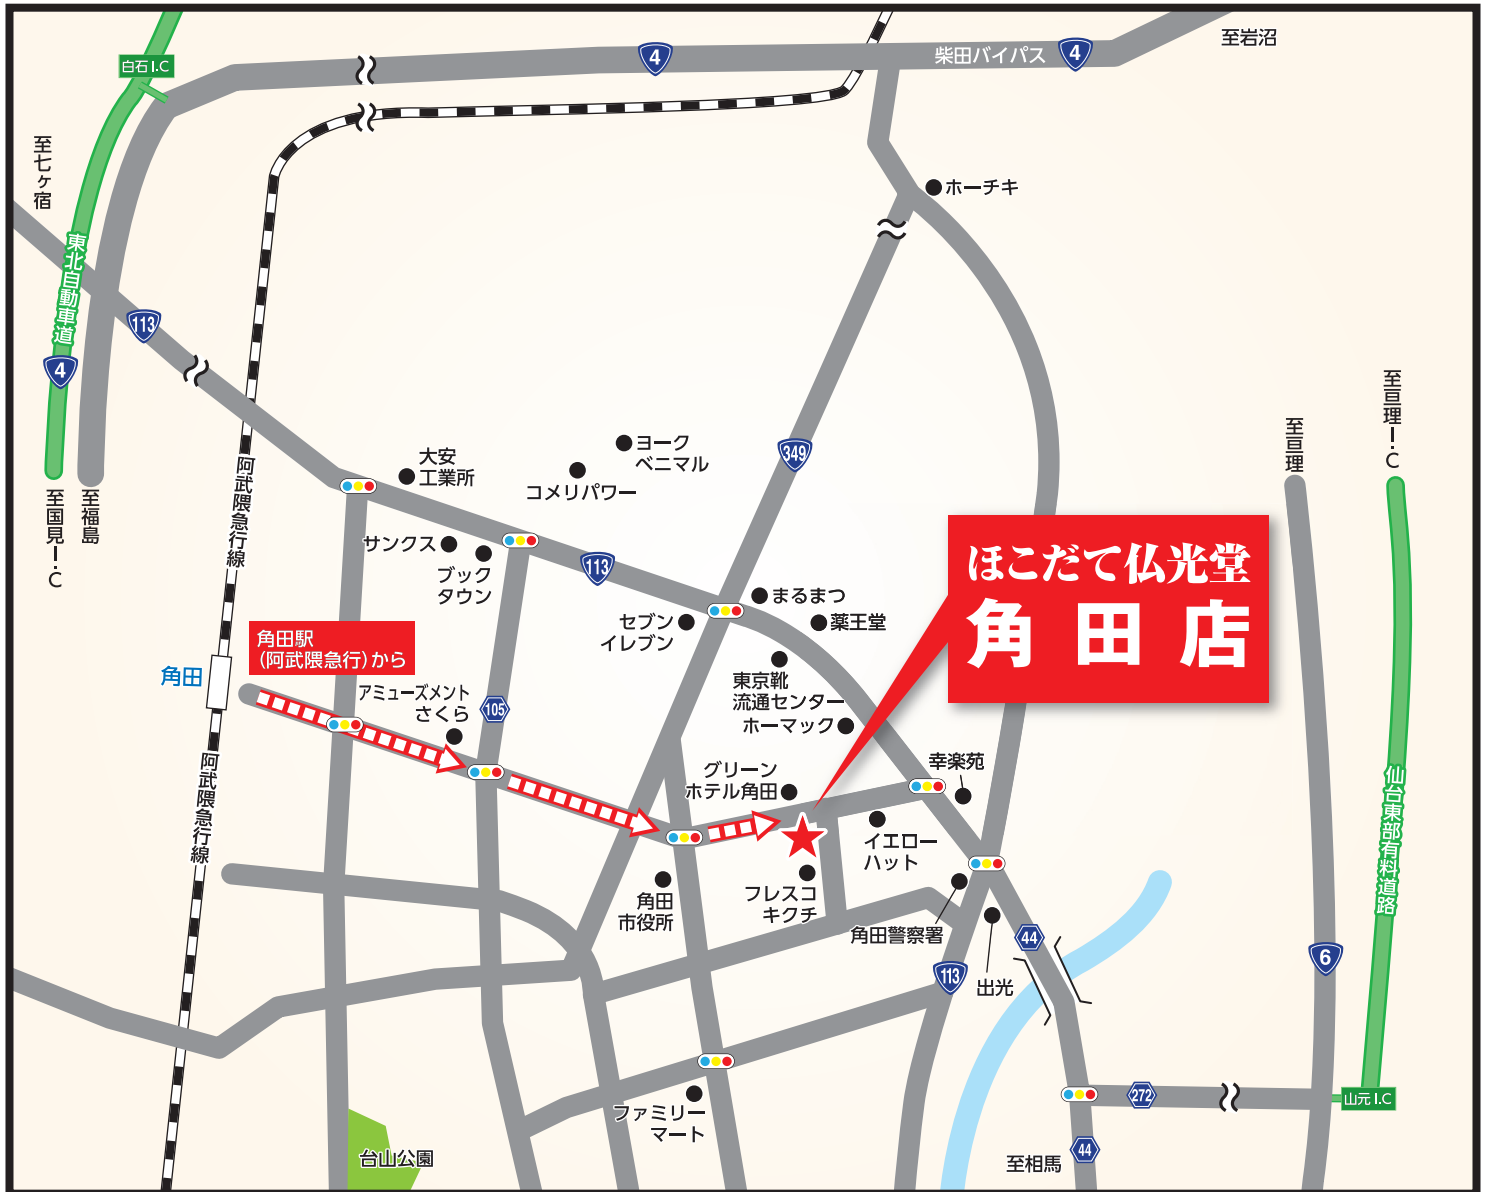 白石I.C
4
柴田バイパス
4
至岩沼
至七ヶ宿
ホーチキ
東北自動車道
113
4
至亘理I.C
至亘理
349
大安
工業所
ヨーク
ベニマル
コメリパワー
阿武隈急行線
至国見I.C
至福島
サンクス
ブック
タウン
113
ほこだて仏光堂
角田店
まるまつ
薬王堂
セブン
イレブン
角田駅
（阿武隈急行）から
角田
東京靴
流通センター
アミューズメント
さくら
105
ホーマック
阿武隈急行線
グリーン
ホテル角田
幸楽苑
仙台東部有料道路
イエロー
ハット
フレスコ
キクチ
角田
市役所
角田警察署
44
出光
113
6
ファミリー
マート
272
山元I.C
台山公園
至相馬
44